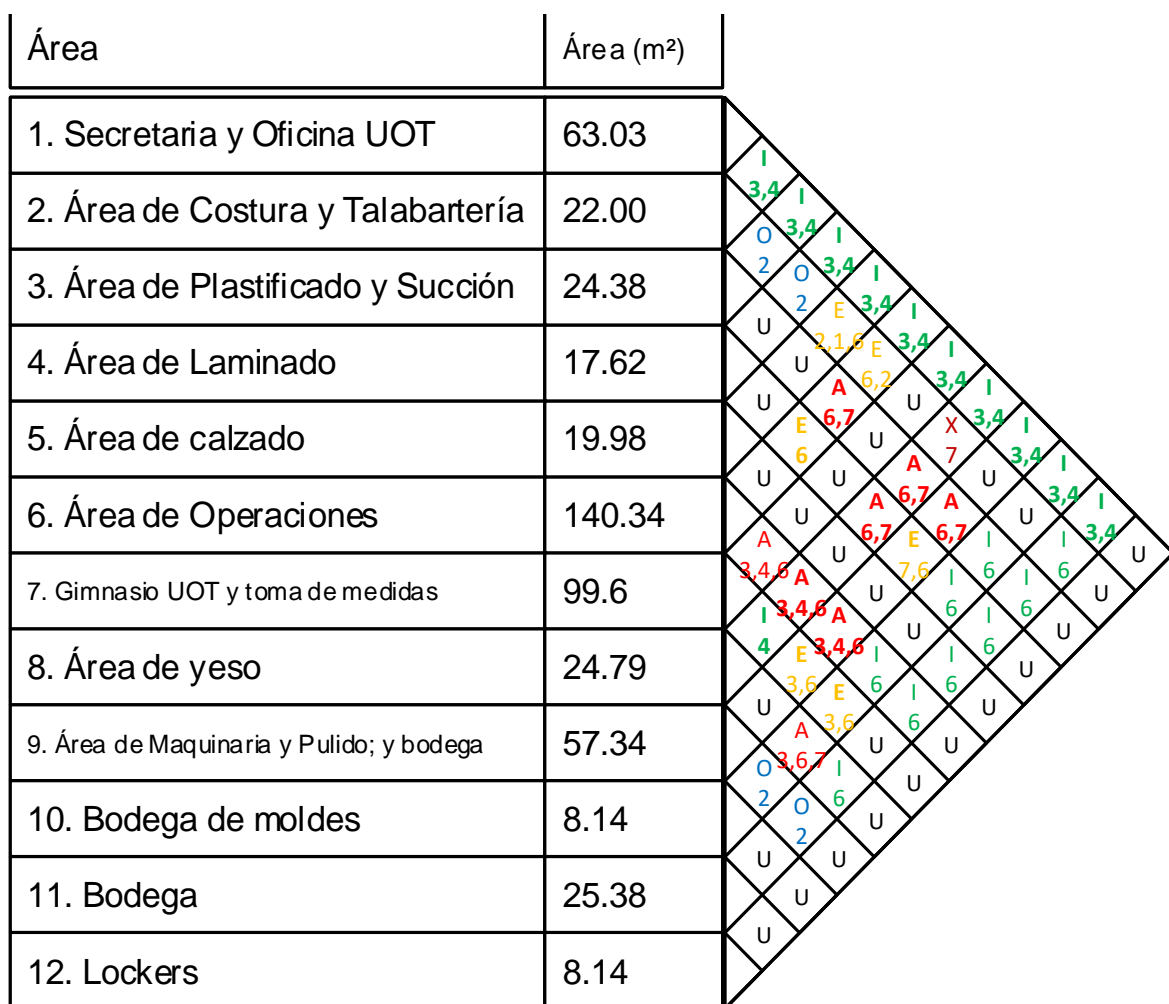 Área Área (m²)
1. Secretaria y Oficina UOT 63.03
2. Área de Costura y Talabartería 22.00
3. Área de Plastificado y Succión 24.38
4. Área de Laminado 17.62
5. Área de calzado 19.98
6. Área de Operaciones 140.34
7. Gimnasio UOT y toma de medidas 99.6
8. Área de yeso 24.79
9. Área de Maquinaria y Pulido; y bodega 57.34
10. Bodega de moldes 8.14
11. Bodega 25.38
12. Lockers 8.14
I
3,4
I
3,4
I
3,4
I
3,4
I
3,4
I
3,4
I
3,4
I
3,4
I
3,4
I
3,4
U
O
2
O
2
E
2,1,6
E
6,2
U
X
7
U
U
I
6
U
U
U
A
6,7
U
A
6,7
A
6,7
I
6
I
6
U
U
E
6
U
A
6,7
E
7,6
I
6
I
6
U
U
U
U
U
U
I
6
U
A
3,4,6
A
3,4,6
A
3,4,6
I
6
I
6
U
I
4
E
3,6
E
3,6
U
U
U
A
3,6,7
I
6
U
O
2
O
2
U
U
U
U